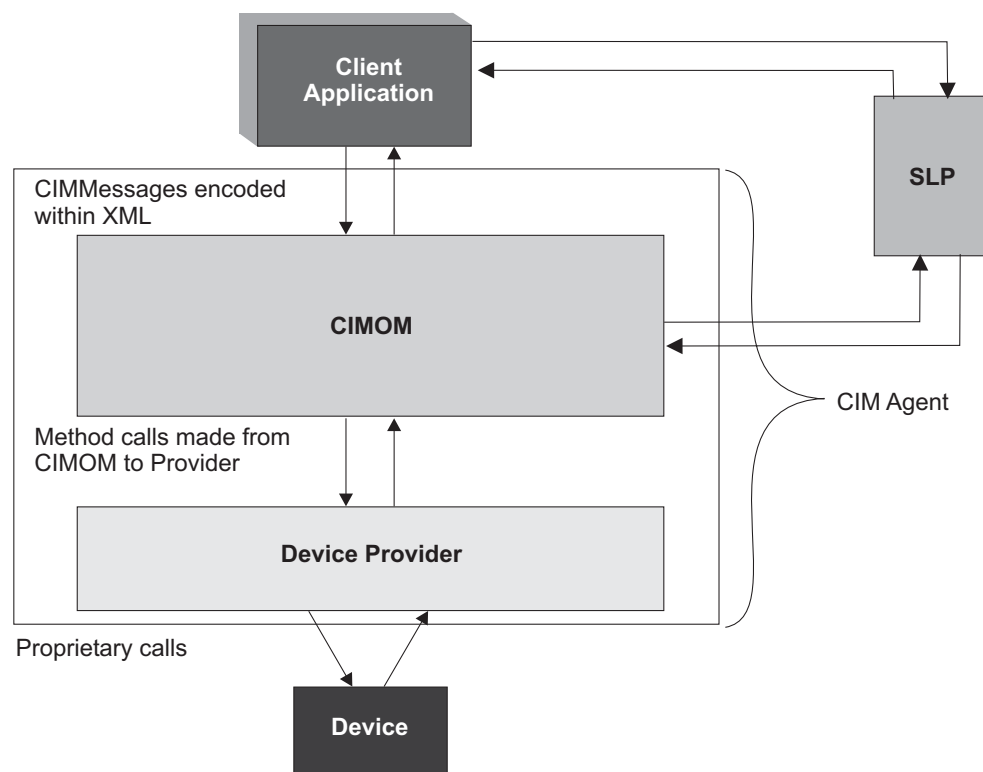 Client
Application
SLP
CIMMessages encoded
within XML
CIMOM
CIM Agent
Method calls made from
CIMOM to Provider
Device Provider
Proprietary calls
Device